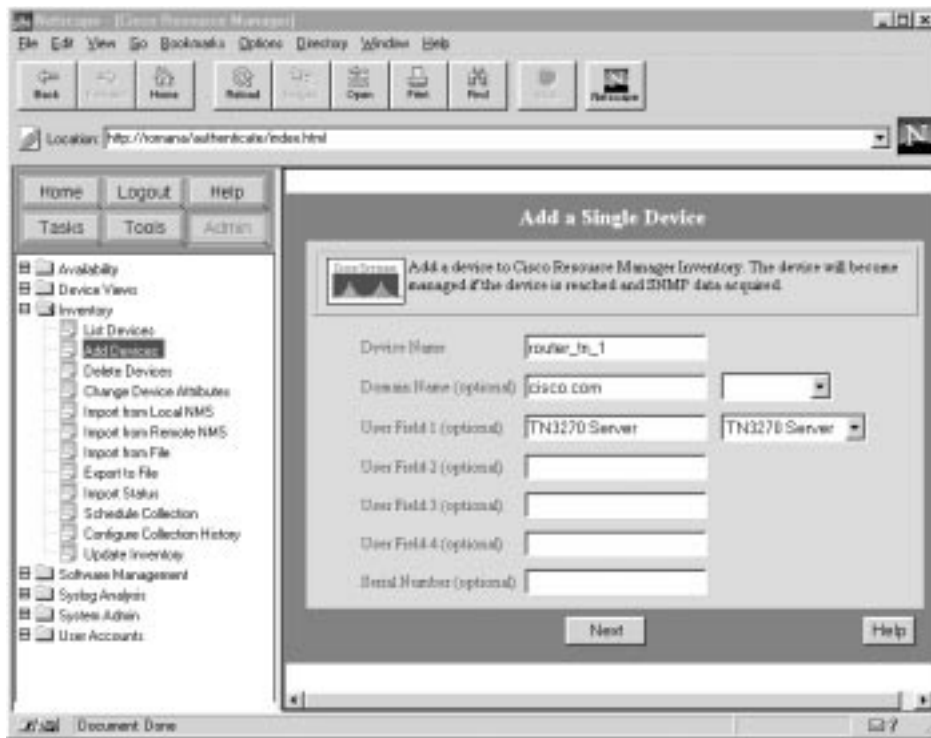 Netscape - [Cisco Resource Manager]
File Edit View Go Bookmarks Options Directory Window Help
Back Forward Home Reload Open Print Find Netscape
Location: http://romana/authenticate/index.html
Home Logout Help
Tasks Tools Admin
Availability
Device Views
Inventory
List Devices
Add Devices
Delete Devices
Change Device Attributes
Import from Local NMS
Import from Remote NMS
Import from File
Export to File
Import Status
Schedule Collection
Configure Collection History
Update Inventory
Software Management
Syslog Analysis
System Admin
User Accounts
Add a Single Device
Cisco Systems
Add a device to Cisco Resource Manager Inventory. The device will become
managed if the device is reached and SNMP data acquired.
Device Name router_tn_1
Domain Name (optional) cisco.com
User Field 1 (optional) TN3270 Server TN3270 Server
User Field 2 (optional)
User Field 3 (optional)
User Field 4 (optional)
Serial Number (optional)
Next Help
Document: Done